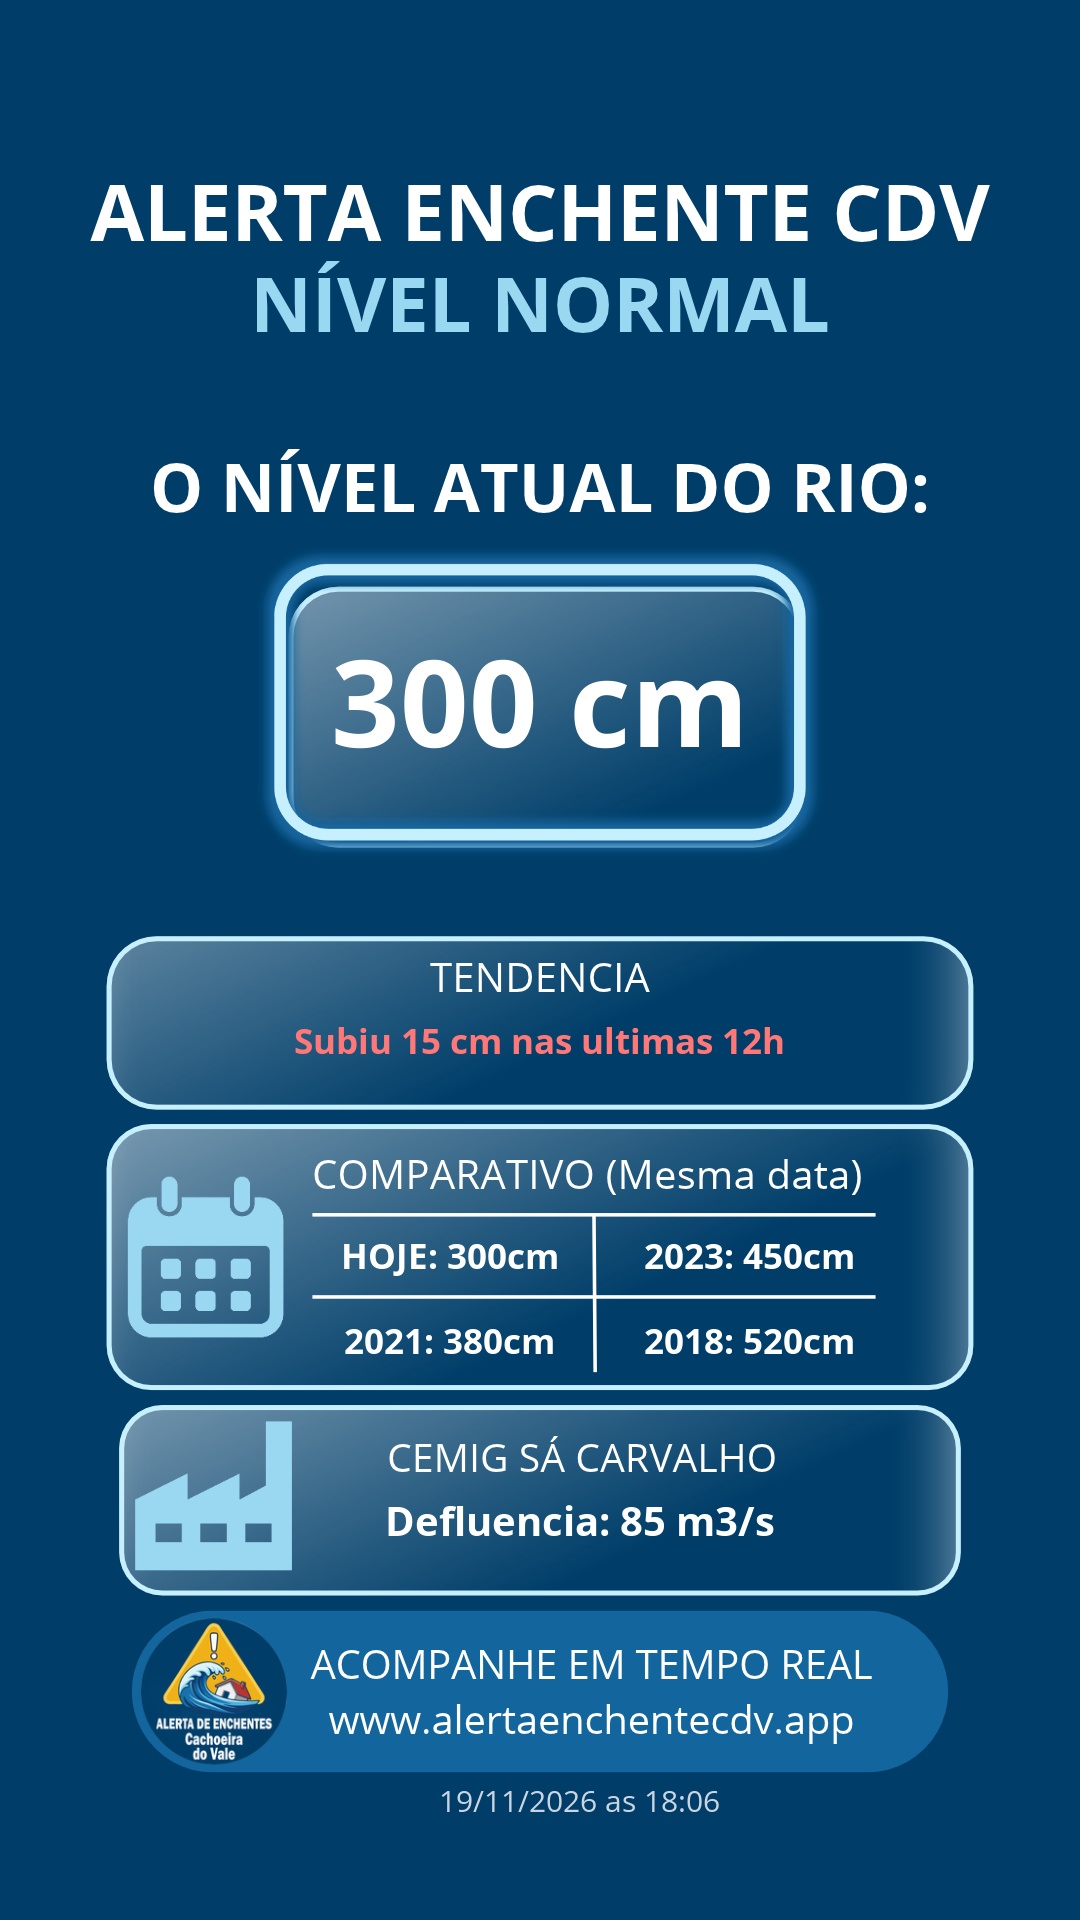 ALERTA ENCHENTE CDV
NÍVEL NORMAL
O NÍVEL ATUAL DO RIO:
300 cm
TENDENCIA
Subiu 15 cm nas ultimas 12h
COMPARATIVO (Mesma data)
HOJE: 300cm
2023: 450cm
2021: 380cm
2018: 520cm
CEMIG SÁ CARVALHO
Defluencia: 85 m3/s
ACOMPANHE EM TEMPO REAL
www.alertaenchentecdv.app
ALERTA DE ENCHENTES
Cachoeira
do Vale
19/11/2026 as 18:06